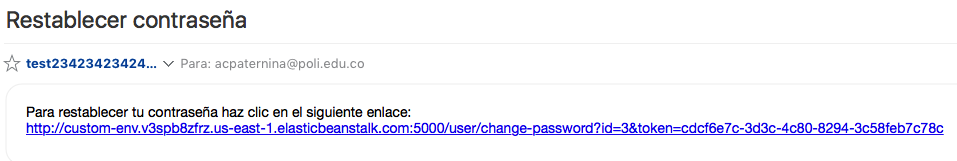 Restablecer contraseña
test23423423424... Para: acpaternina@poli.edu.co
Para restablecer tu contraseña haz clic en el siguiente enlace:
http://custom-env.v3spb8zfrz.us-east-1.elasticbeanstalk.com:5000/user/change-password?id=3&token=cdcf6e7c-3d3c-4c80-8294-3c58feb7c78c